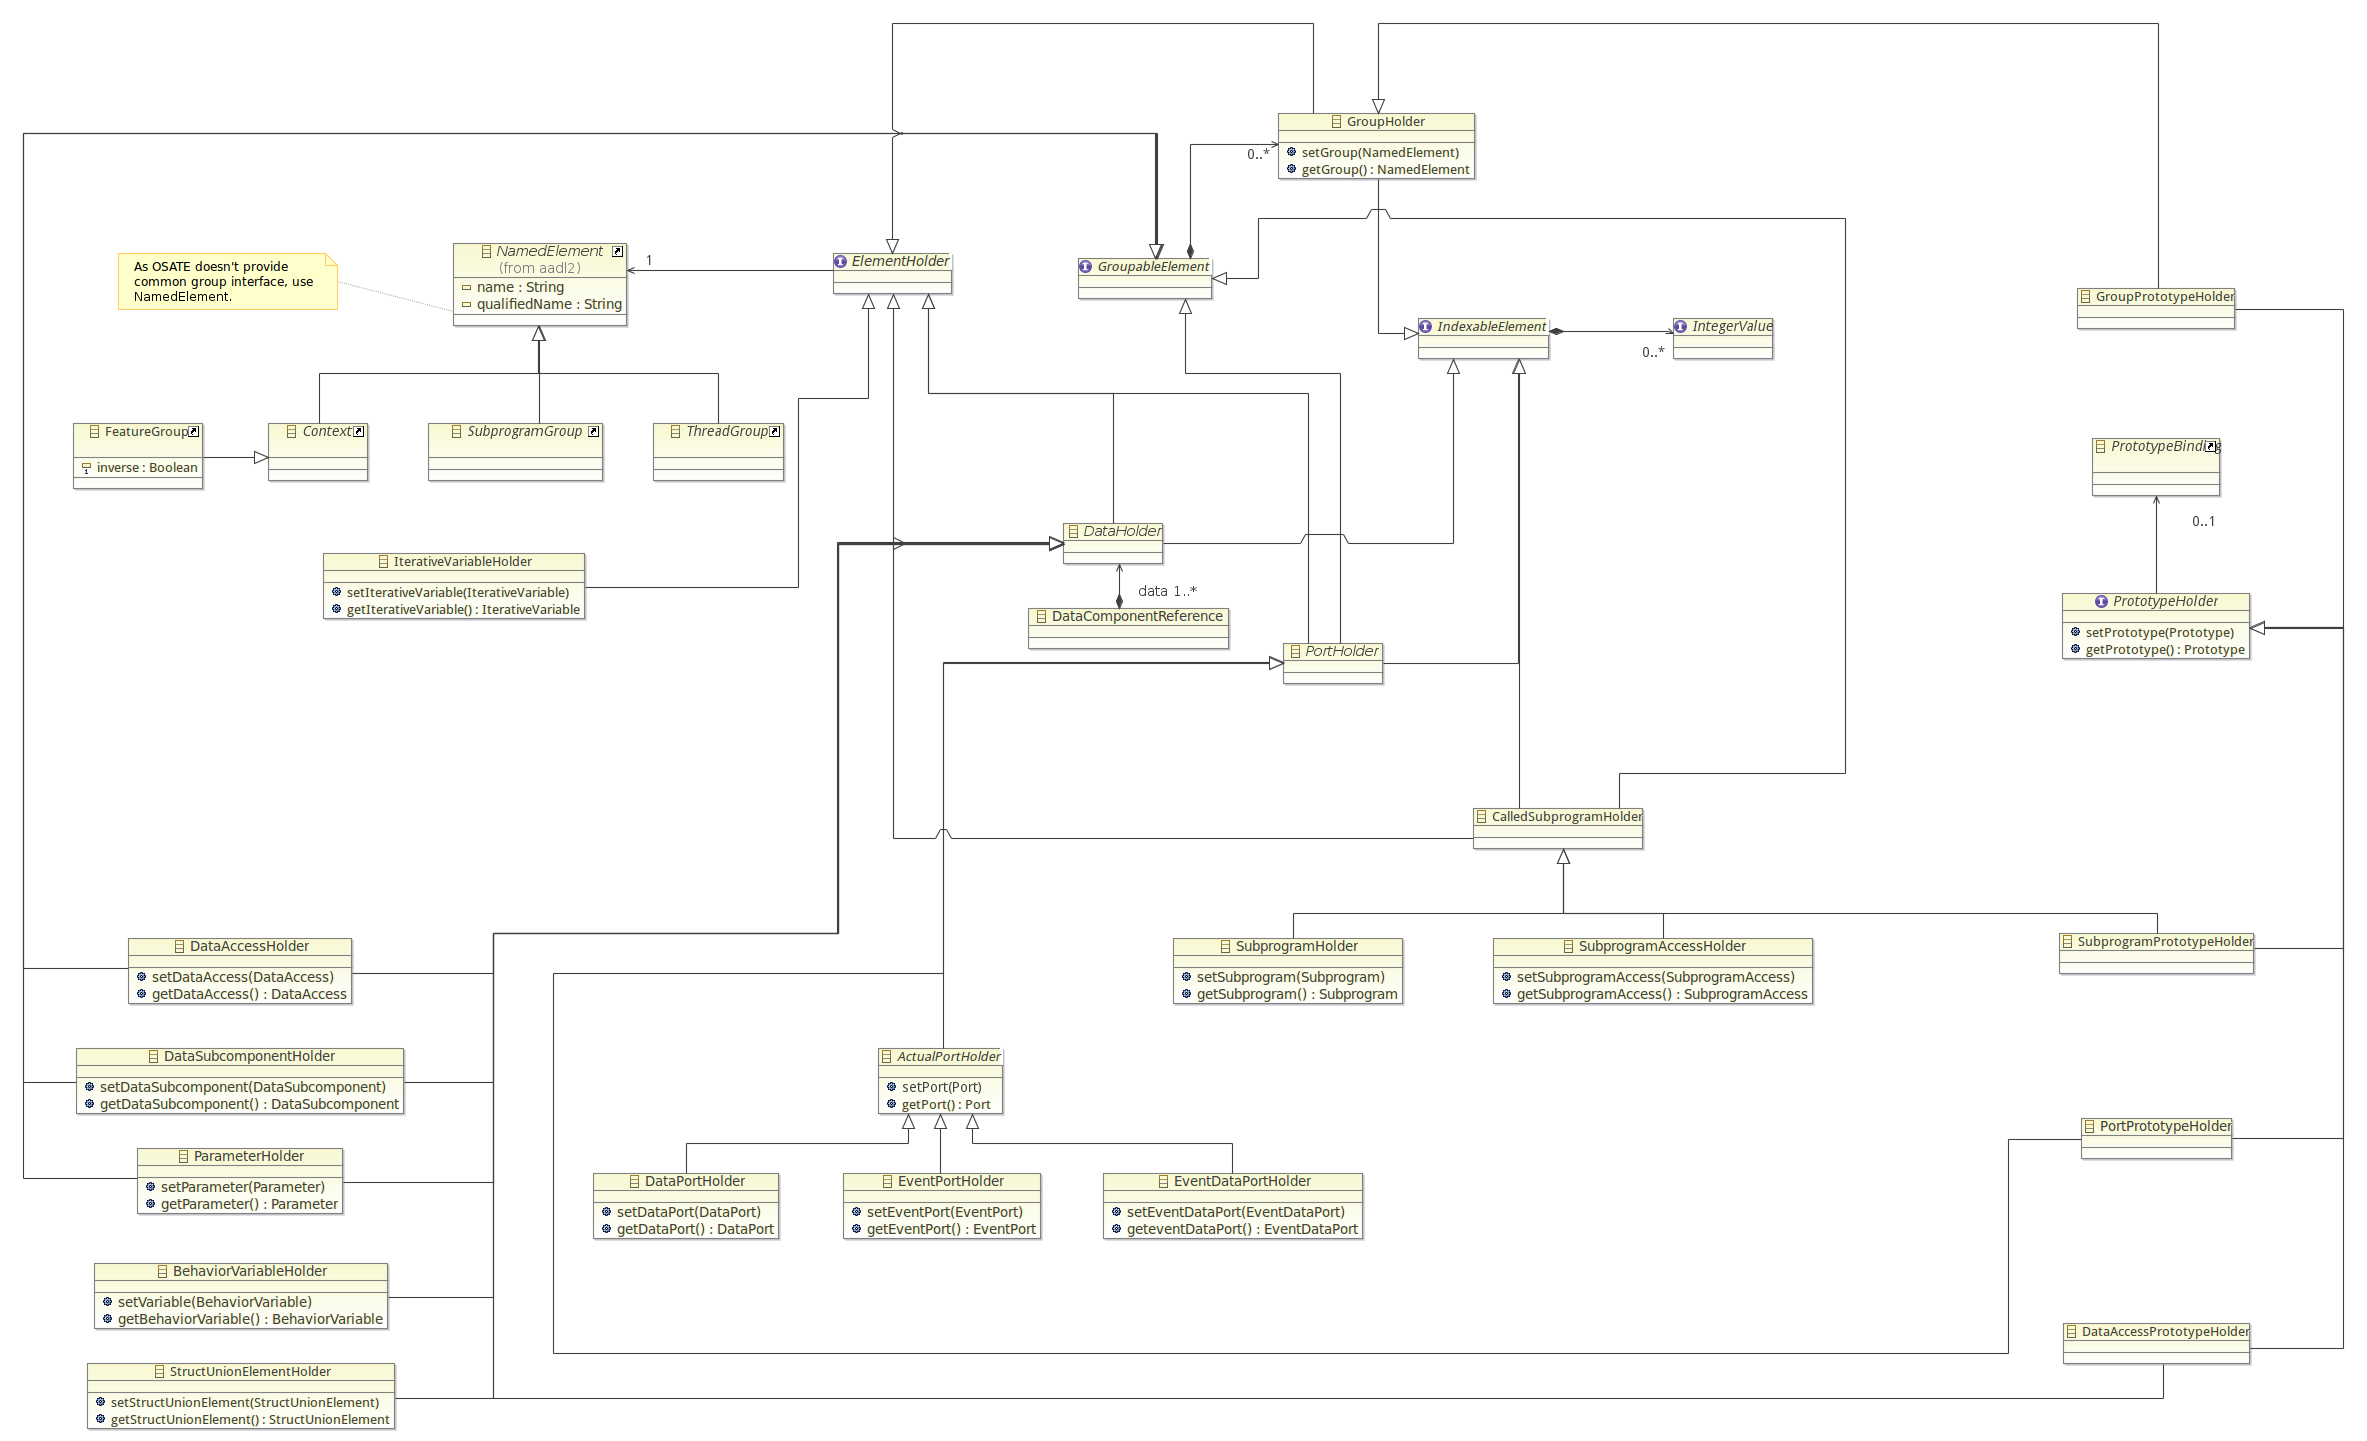 GroupHolder
setGroup(NamedElement)
getGroup() : NamedElement
0..*
As OSATE doesn't provide
common group interface, use
NamedElement.
NamedElement
(from aadl2)
name : String
qualifiedName : String
1
ElementHolder
GroupableElement
IndexableElement
0..*
IntegerValue
GroupPrototypeHolder
FeatureGroup
inverse : Boolean
Context
SubprogramGroup
ThreadGroup
PrototypeBinding
0..1
DataHolder
data 1..*
DataComponentReference
IterativeVariableHolder
setIterativeVariable(IterativeVariable)
getIterativeVariable() : IterativeVariable
PortHolder
PrototypeHolder
setPrototype(Prototype)
getPrototype() : Prototype
CalledSubprogramHolder
DataAccessHolder
setDataAccess(DataAccess)
getDataAccess() : DataAccess
SubprogramHolder
setSubprogram(Subprogram)
getSubprogram() : Subprogram
SubprogramAccessHolder
setSubprogramAccess(SubprogramAccess)
getSubprogramAccess() : SubprogramAccess
SubprogramPrototypeHolder
DataSubcomponentHolder
setDataSubcomponent(DataSubcomponent)
getDataSubcomponent() : DataSubcomponent
ActualPortHolder
setPort(Port)
getPort() : Port
PortPrototypeHolder
ParameterHolder
setParameter(Parameter)
getParameter() : Parameter
DataPortHolder
setDataPort(DataPort)
getDataPort() : DataPort
EventPortHolder
setEventPort(EventPort)
getEventPort() : EventPort
EventDataPortHolder
setEventDataPort(EventDataPort)
geteventDataPort() : EventDataPort
BehaviorVariableHolder
setVariable(BehaviorVariable)
getBehaviorVariable() : BehaviorVariable
DataAccessPrototypeHolder
StructUnionElementHolder
setStructUnionElement(StructUnionElement)
getStructUnionElement() : StructUnionElement